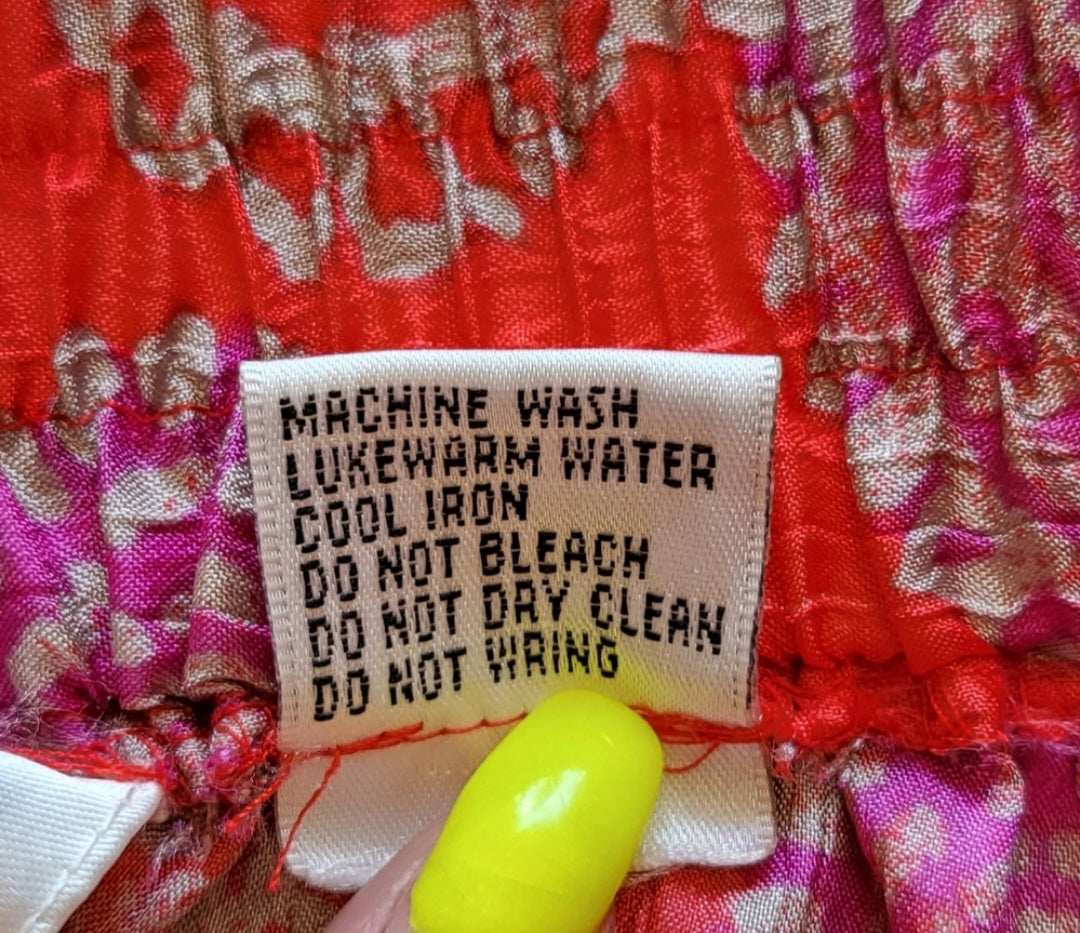 MACHINE WASH
LUKEWARM WATER
COOL IRON
DO NOT BLEACH
DO NOT DRY CLEAN
DO NOT WRING